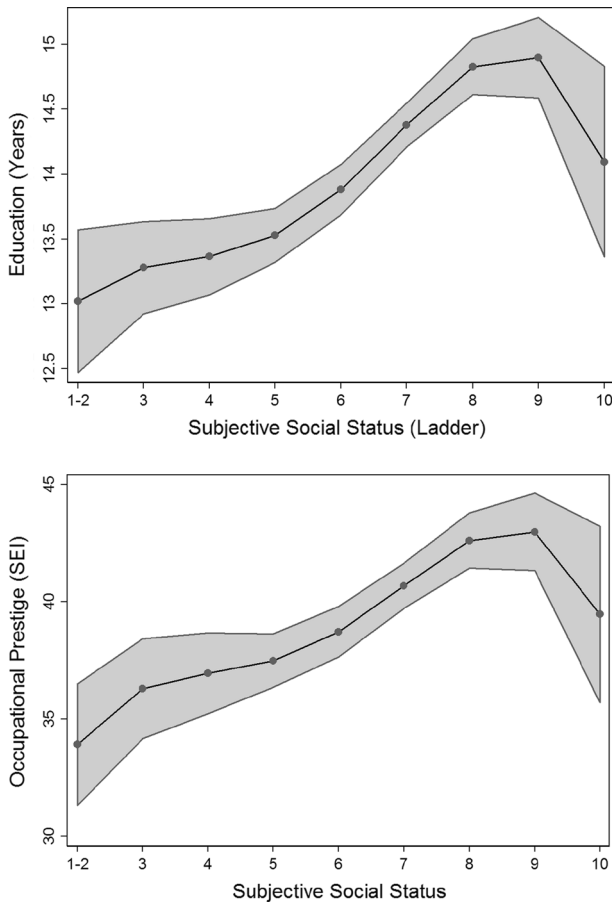 15
14.5
14
13.5
13
12.5
Education (Years)
1-2 3 4 5 6 7 8 9 10
Subjective Social Status (Ladder)
45
40
35
30
Occupational Prestige (SEI)
1-2 3 4 5 6 7 8 9 10
Subjective Social Status